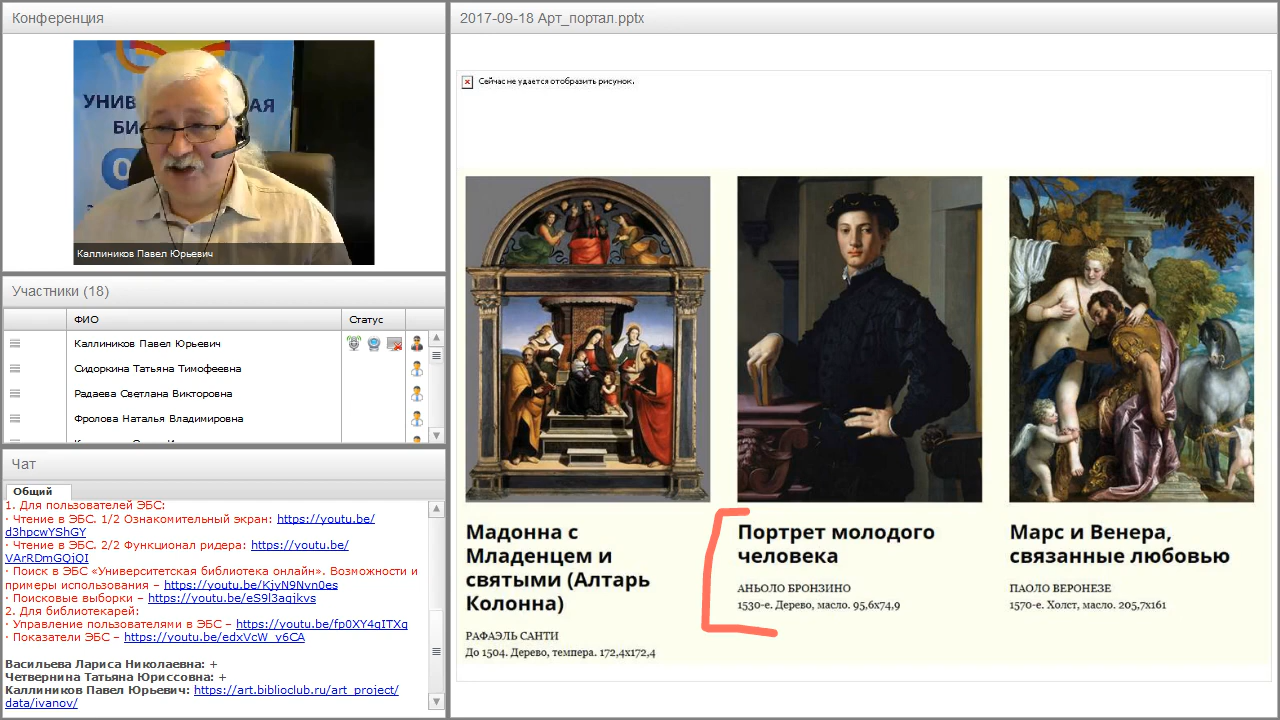 Конференция
УНИВ
АЯ
БИ
Каллиников Павел Юрьевич
Участники (18)
ФИО
Статус
Каллиников Павел Юрьевич
Сидоркина Татьяна Тимофеевна
Радаева Светлана Викторовна
Фролова Наталья Владимировна
Чат
Общий
1. Для пользователей ЭБС:
· Чтение в ЭБС. 1/2 Ознакомительный экран: https://youtu.be/
d3hpcwYShGY
· Чтение в ЭБС. 2/2 Функционал ридера: https://youtu.be/
VArRDmGQjQI
· Поиск в ЭБС «Университетская библиотека онлайн». Возможности и
примеры использования – https://youtu.be/KjyN9Nvn0es
· Поисковые выборки – https://youtu.be/eS9l3aqjkvs
2. Для библиотекарей:
· Управление пользователями в ЭБС – https://youtu.be/fp0XY4qITXg
· Показатели ЭБС – https://youtu.be/edxVcW_y6CA
Васильева Лариса Николаевна: +
Четвернина Татьяна Юриссовна: +
Каллиников Павел Юрьевич: https://art.biblioclub.ru/art_project/
data/ivanov/
2017-09-18 Арт_портал.pptx
Сейчас не удается отобразить рисунок.
Мадонна с
Младенцем и
святыми (Алтарь
Колонна)
РАФАЭЛЬ САНТИ
До 1504. Дерево, темпера. 172,4x172,4
Портрет молодого
человека
АНЬОЛО БРОНЗИНО
1530-е. Дерево, масло. 95,6x74,9
Марс и Венера,
связанные любовью
ПАОЛО ВЕРОНЕЗЕ
1570-е. Холст, масло. 205,7x161